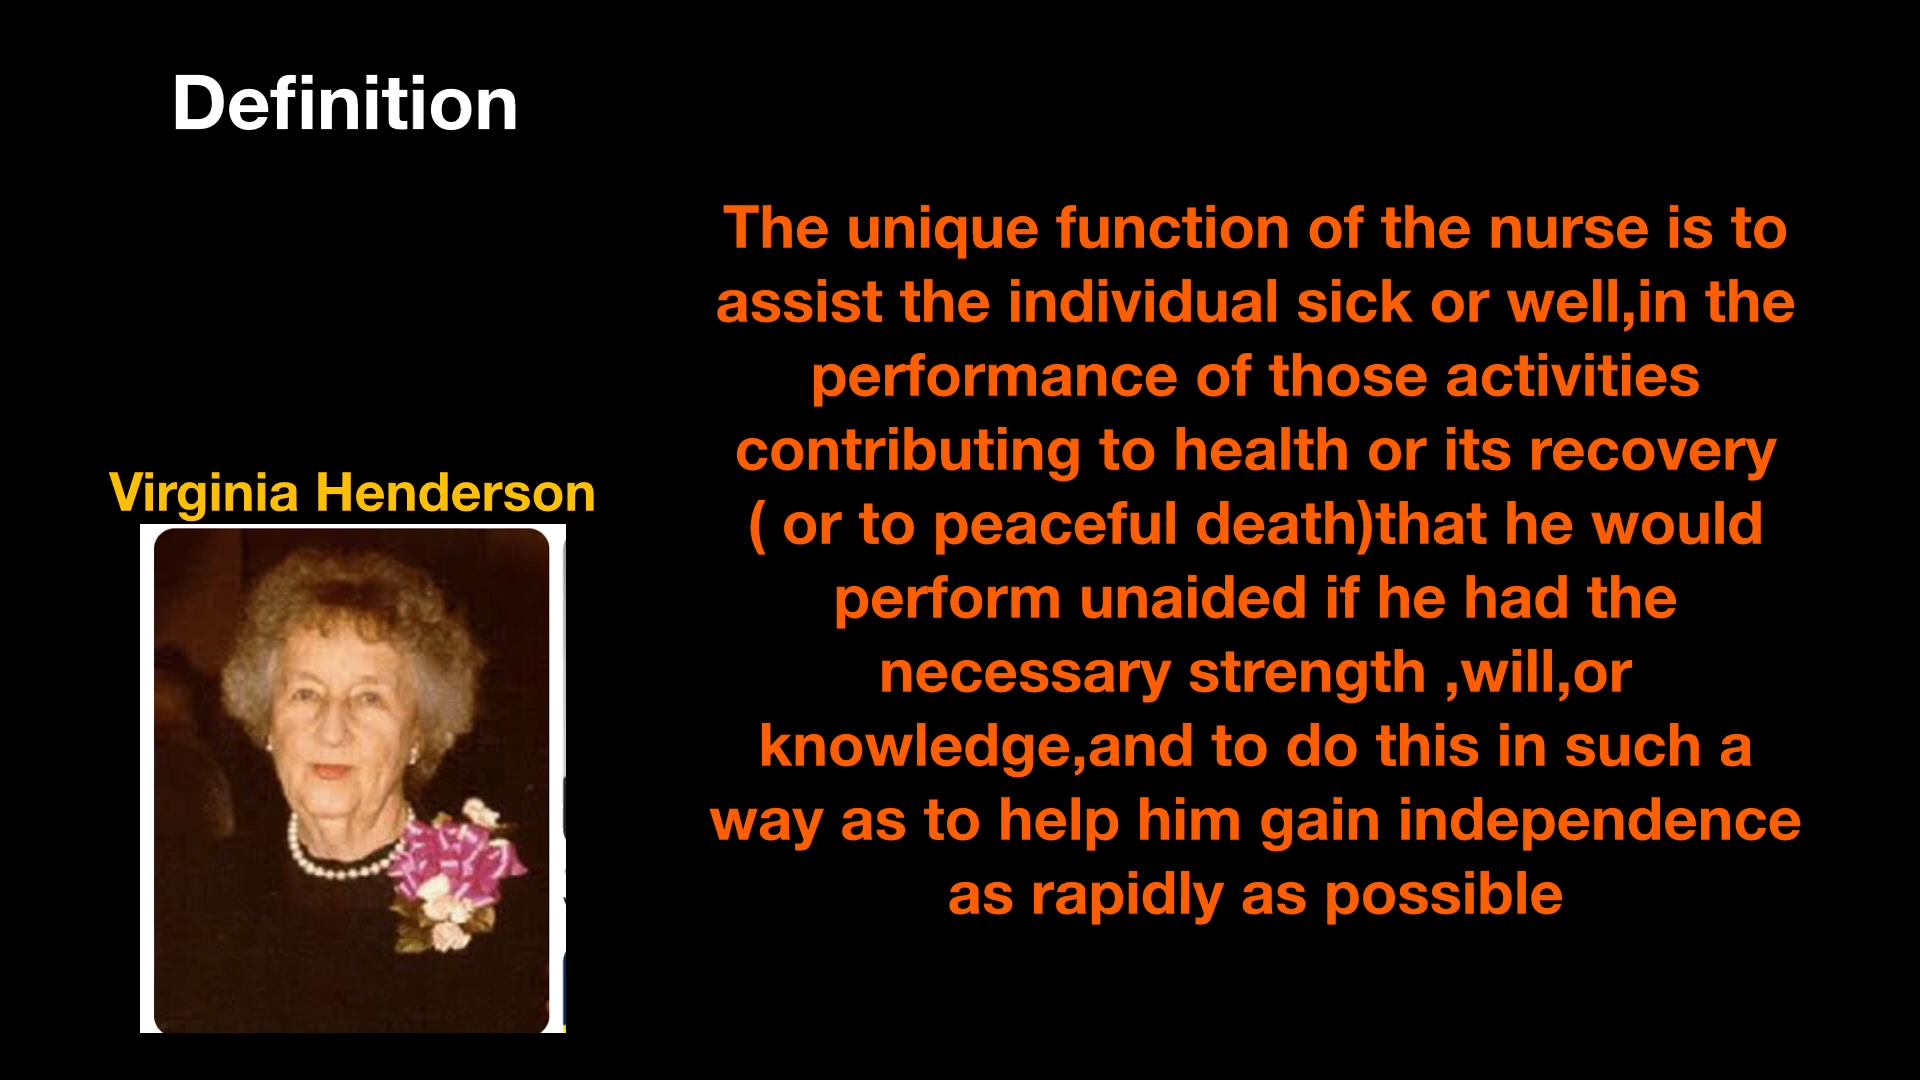 Definition
The unique function of the nurse is to
assist the individual sick or well,in the
performance of those activities
contributing to health or its recovery
( or to peaceful death)that he would
perform unaided if he had the
necessary strength ,will,or
knowledge,and to do this in such a
way as to help him gain independence
as rapidly as possible
Virginia Henderson